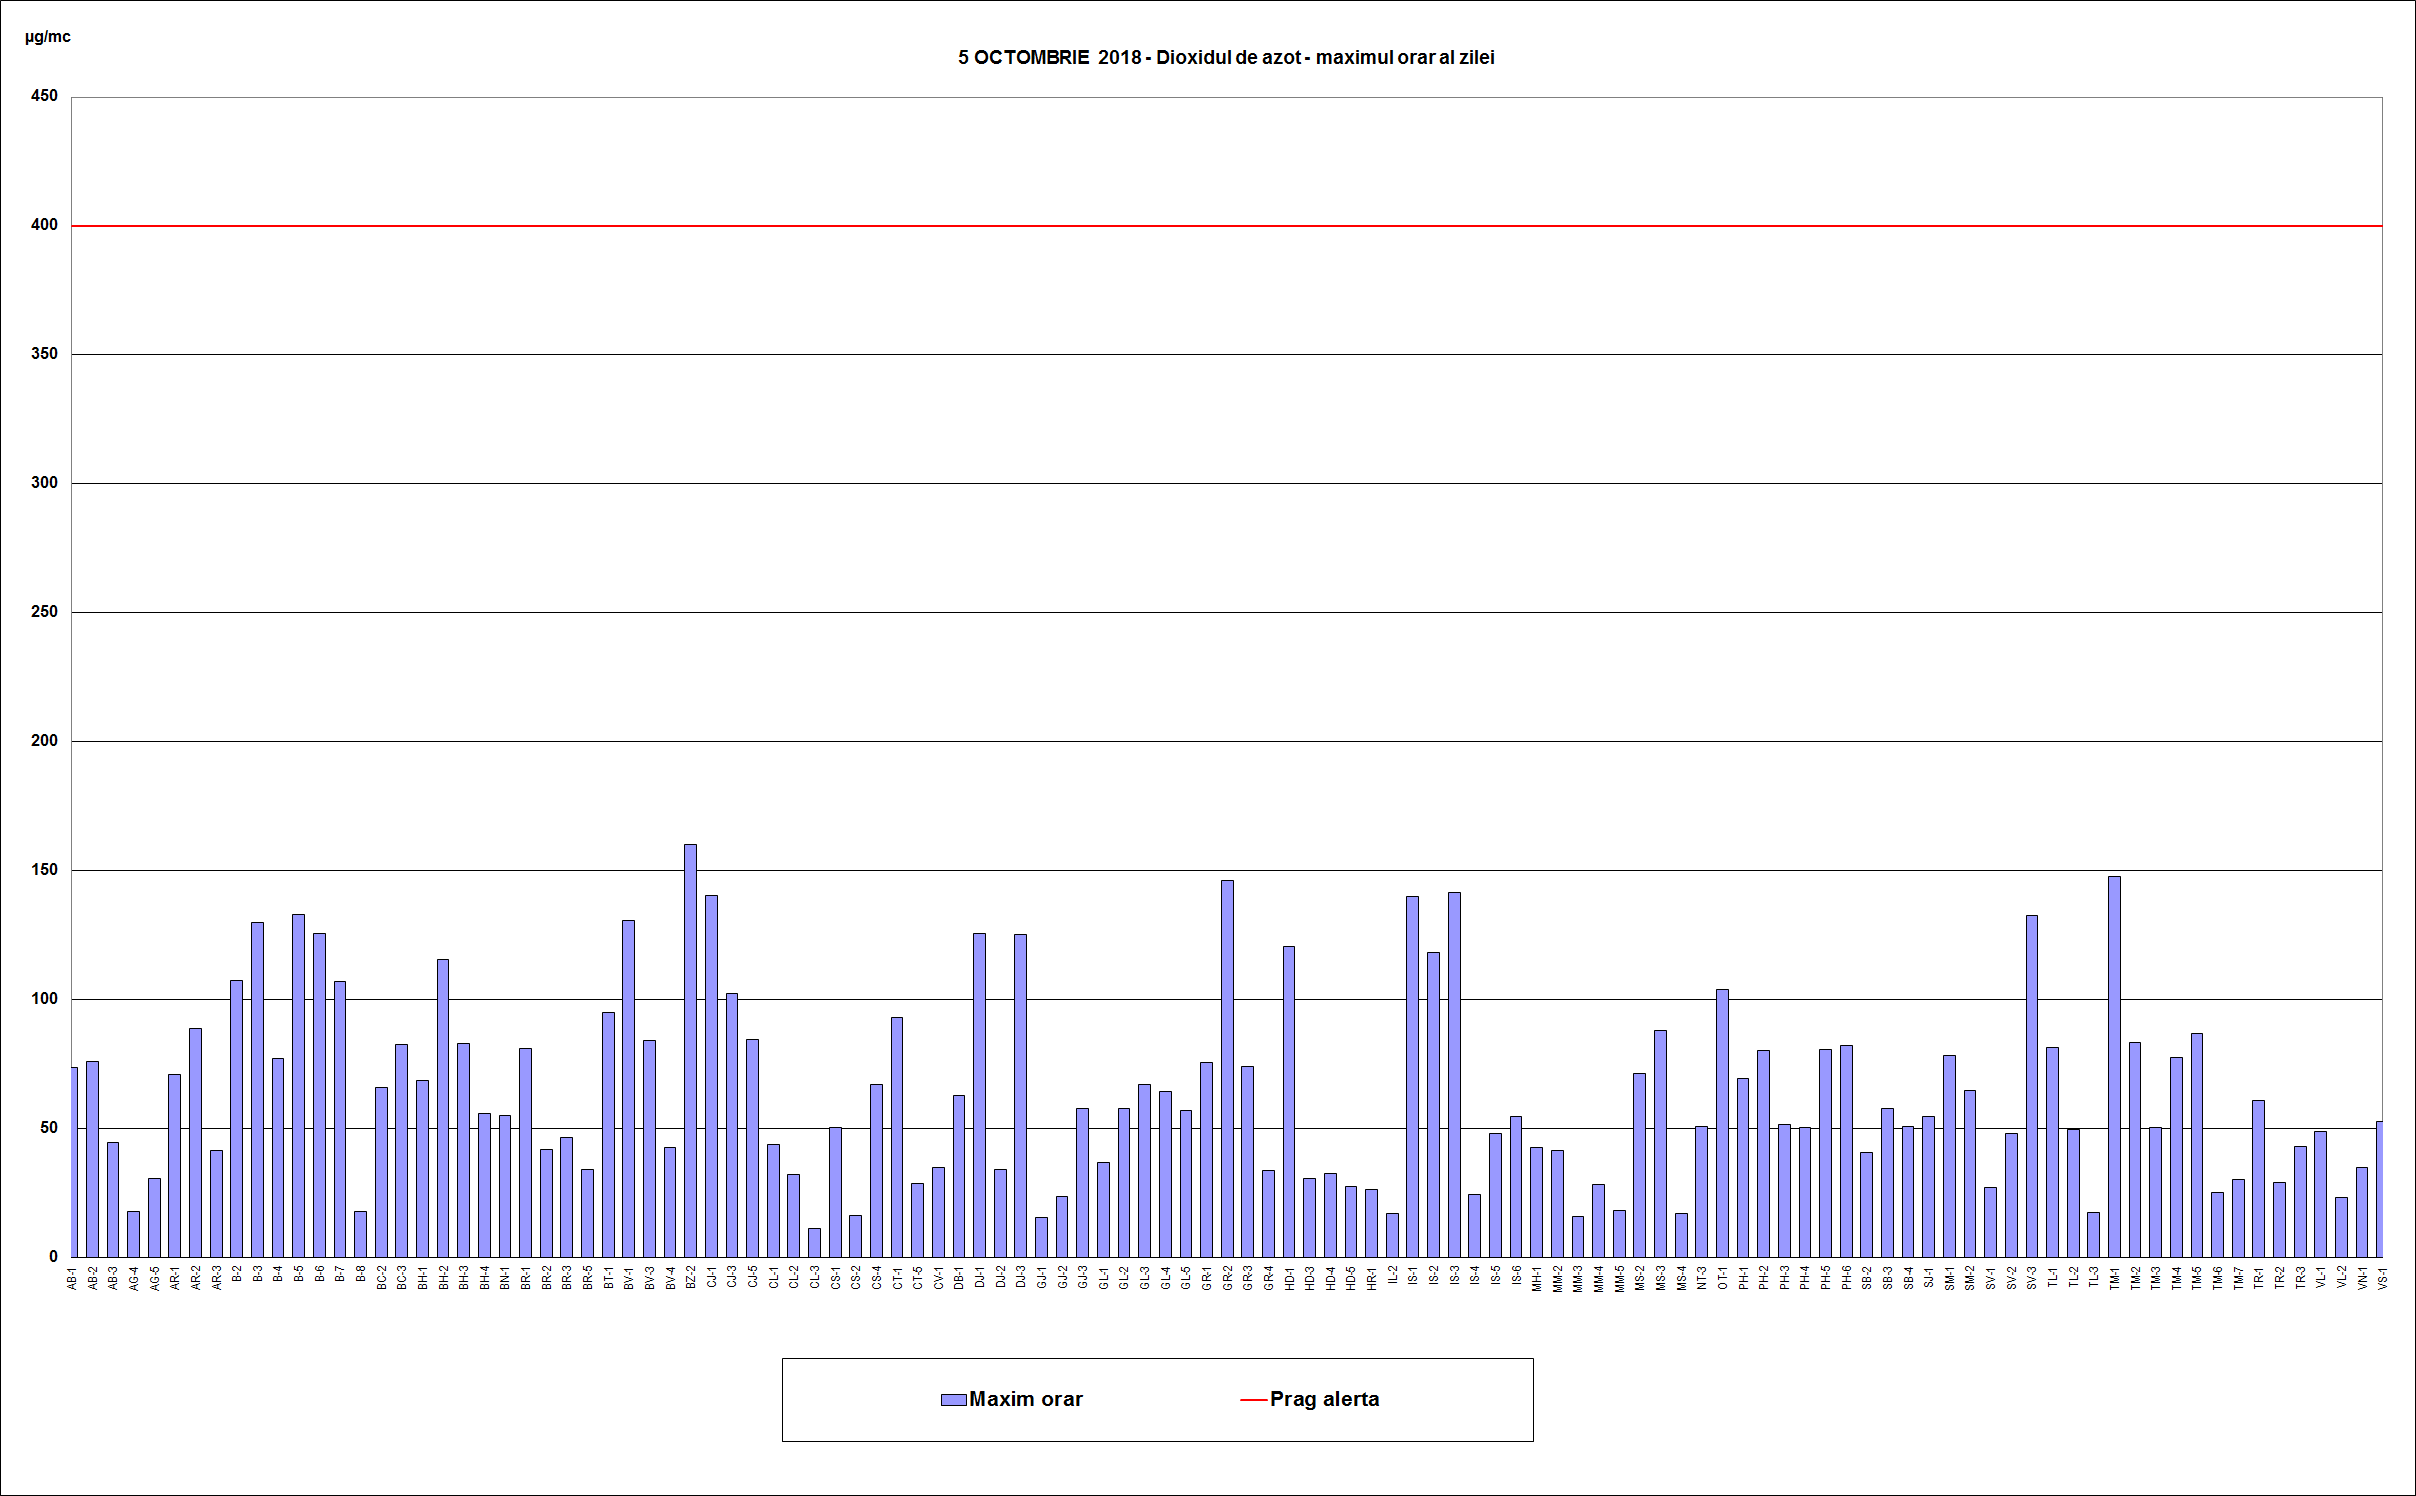 µg/mc
5 OCTOMBRIE 2018 - Dioxidul de azot - maximul orar al zilei
450
400
350
300
250
200
150
100
50
0
AB-1 AB-2 AB-3 AG-4 AG-5 AR-1 AR-2 AR-3 B-2 B-3 B-4 B-5 B-6 B-7 B-8 BC-2 BC-3 BH-1 BH-2 BH-3 BH-4 BN-1 BR-1 BR-2 BR-3 BR-5 BT-1 BV-1 BV-3 BV-4 BZ-2 CJ-1 CJ-3 CJ-5 CL-1 CL-2 CL-3 CS-1 CS-2 CS-4 CT-1 CT-5 CV-1 DB-1 DJ-1 DJ-2 DJ-3 GJ-1 GJ-2 GJ-3 GL-1 GL-2 GL-3 GL-4 GL-5 GR-1 GR-2 GR-3 GR-4 HD-1 HD-3 HD-4 HD-5 HR-1 IL-2 IS-1 IS-2 IS-3 IS-4 IS-5 IS-6 MH-1 MM-2 MM-3 MM-4 MM-5 MS-2 MS-3 MS-4 NT-3 OT-1 PH-1 PH-2 PH-3 PH-4 PH-5 PH-6 SB-2 SB-3 SB-4 SJ-1 SM-1 SM-2 SV-1 SV-2 SV-3 TL-1 TL-2 TL-3 TM-1 TM-2 TM-3 TM-4 TM-5 TM-6 TM-7 TR-1 TR-2 TR-3 VL-1 VL-2 VN-1 VS-1
Maxim orar Prag alerta